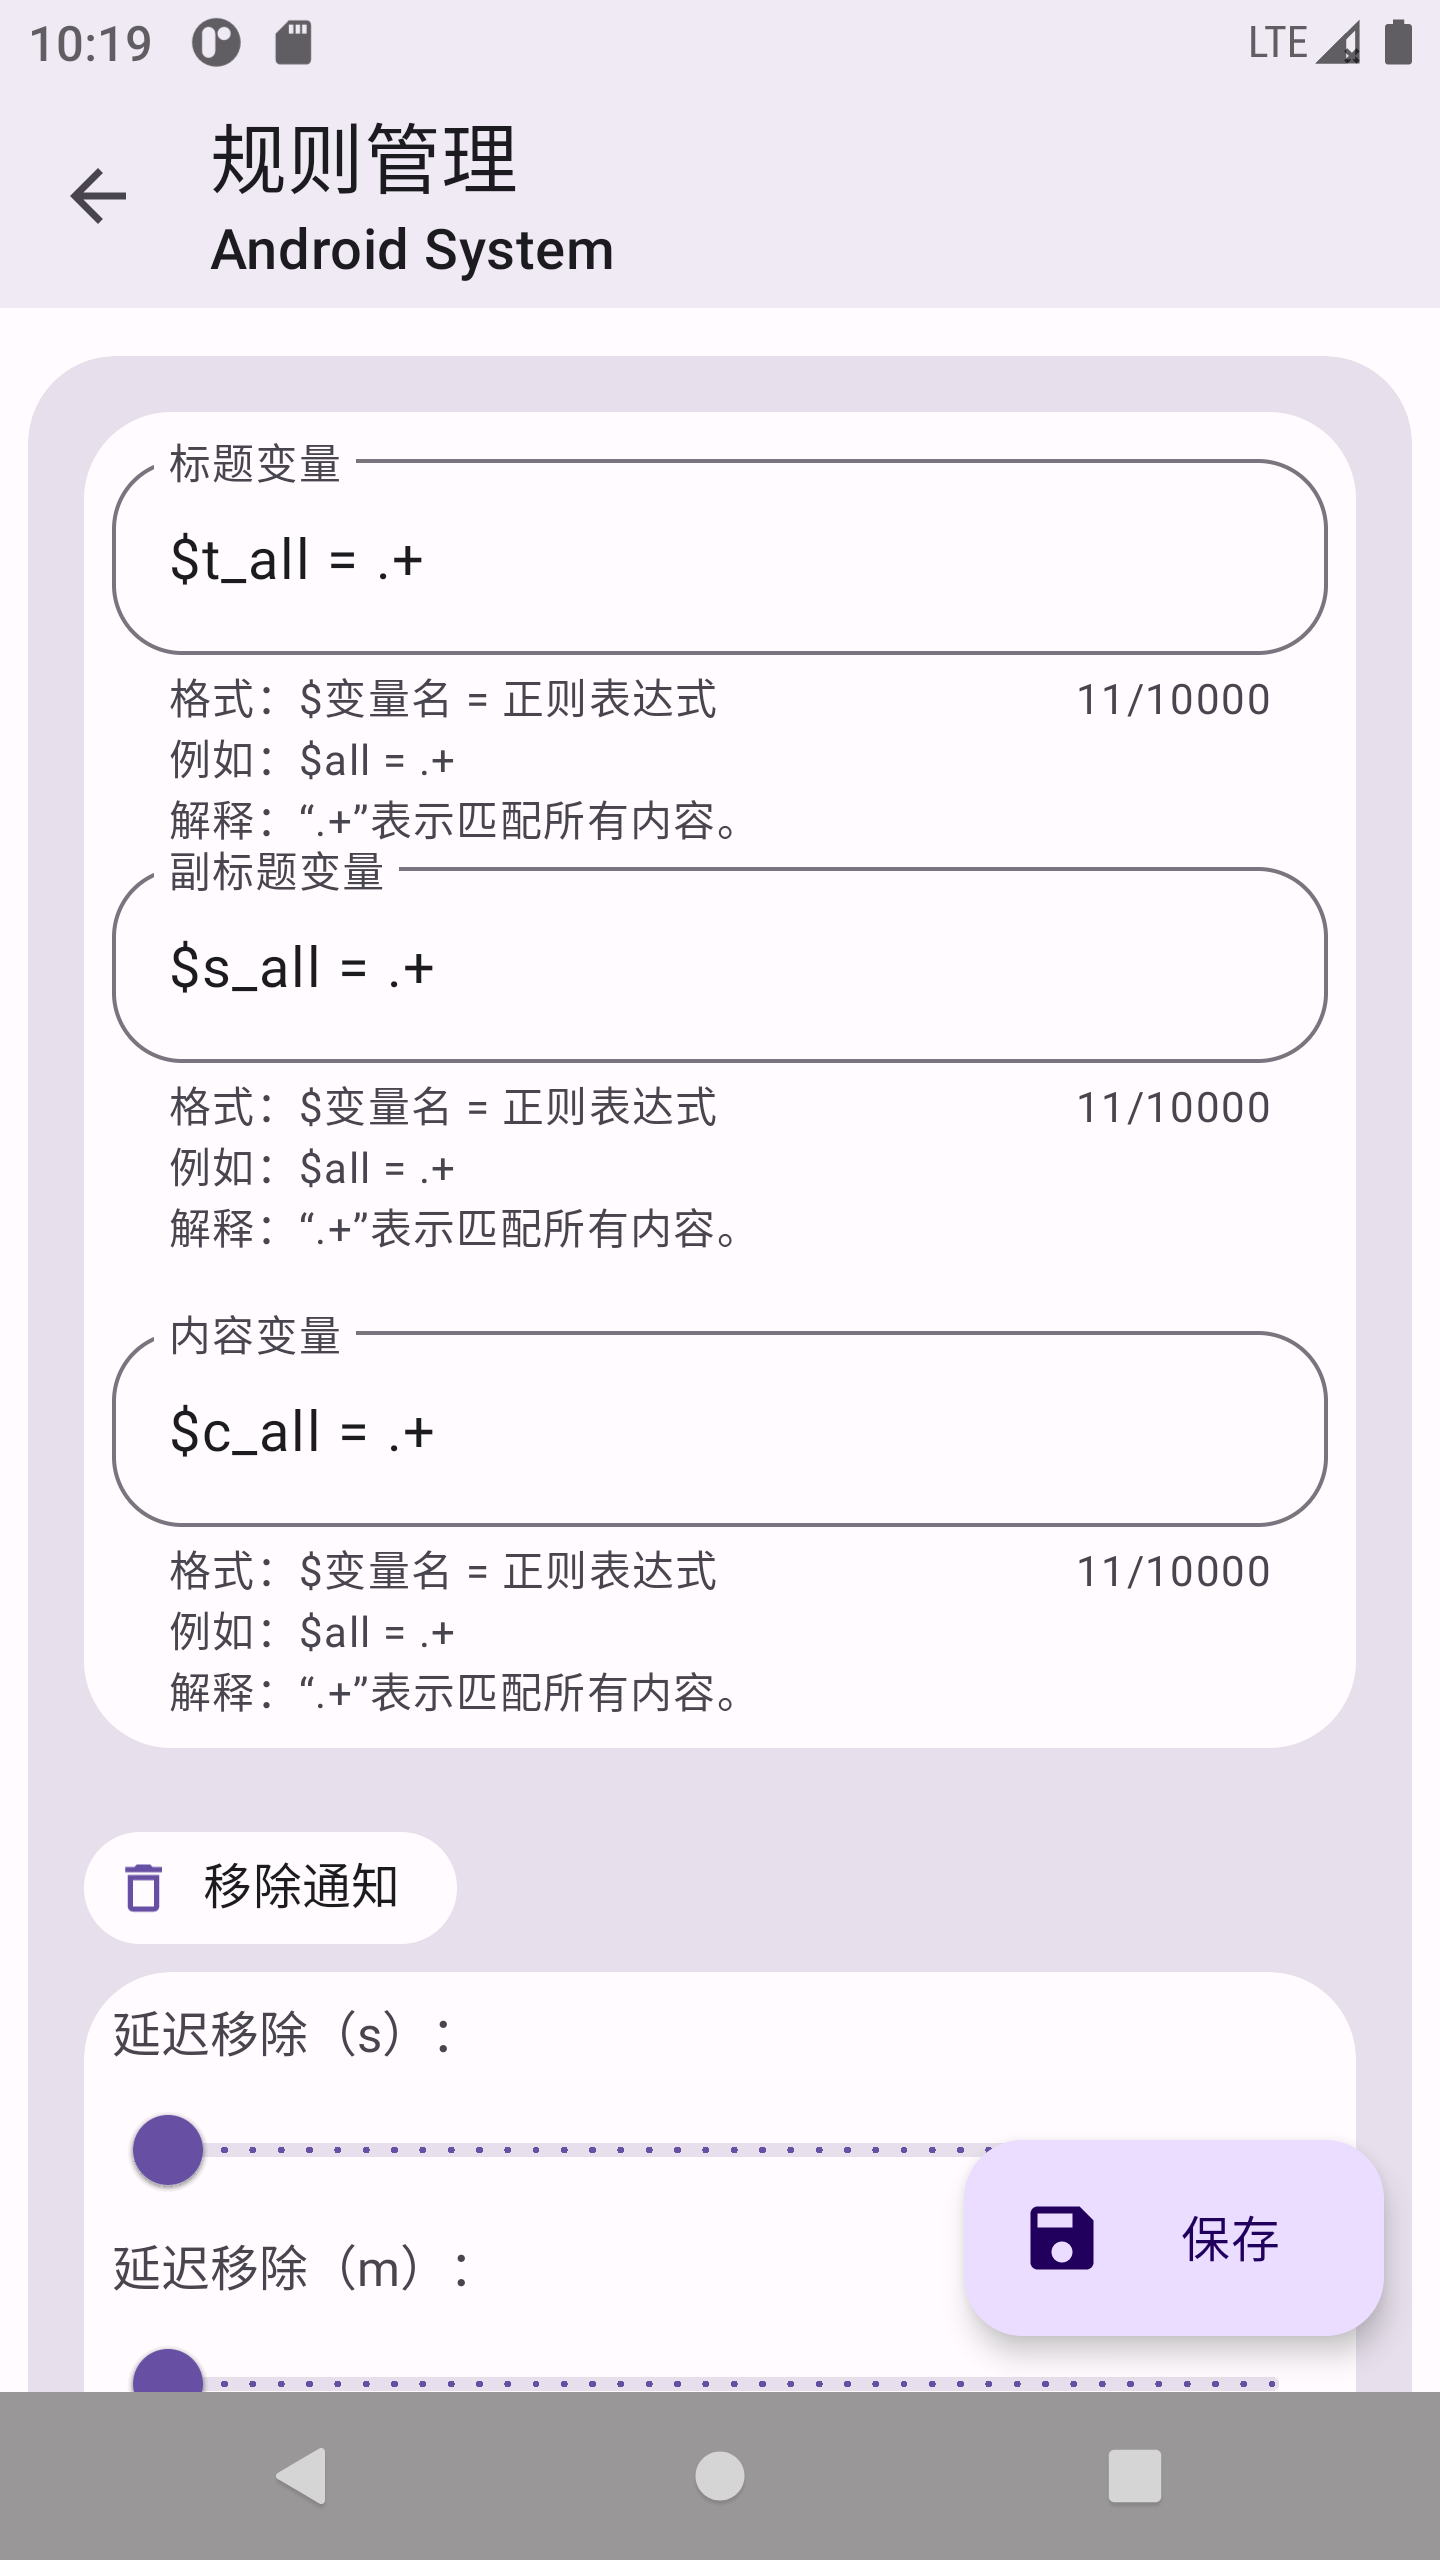 10:19
LTE
规则管理
Android System
标题变量
$t_all = .+
格式：$变量名 = 正则表达式
11/10000
例如：$all = .+
解释：“.+”表示匹配所有内容。
副标题变量
$s_all = .+
格式：$变量名 = 正则表达式
11/10000
例如：$all = .+
解释：“.+”表示匹配所有内容。
内容变量
$c_all = .+
格式：$变量名 = 正则表达式
11/10000
例如：$all = .+
解释：“.+”表示匹配所有内容。
移除通知
延迟移除（s）：
保存
延迟移除（m）：